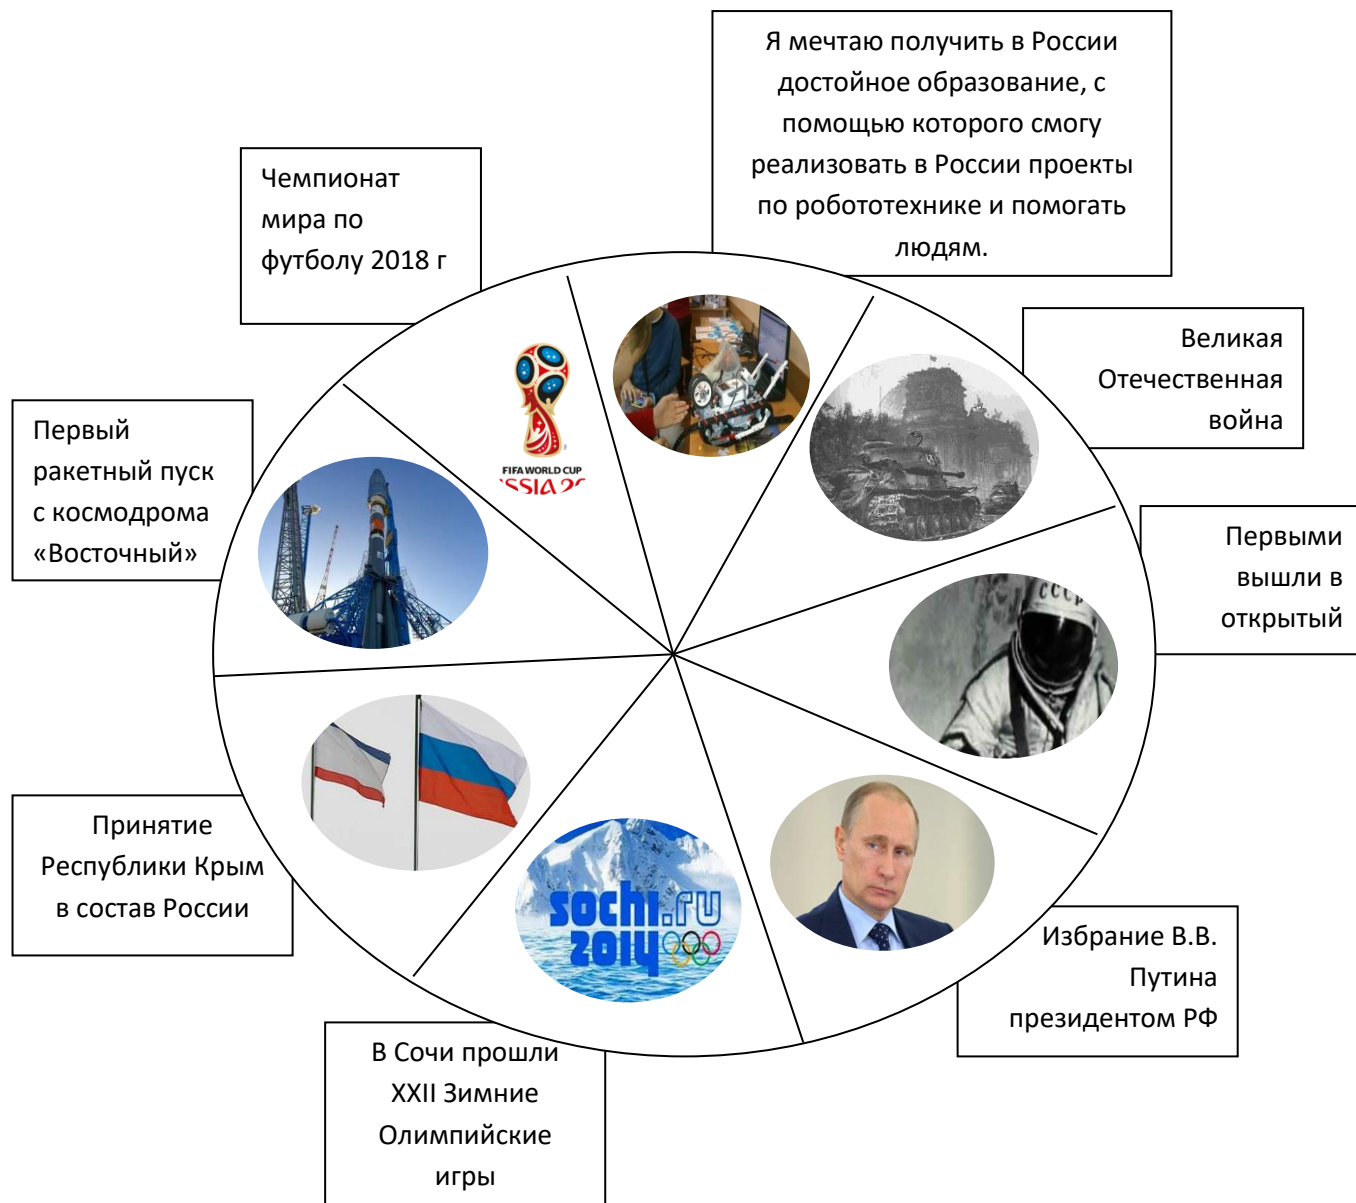 Я мечтаю получить в России
достойное образование, с
помощью которого смогу
реализовать в России проекты
по робототехнике и помогать
людям.
Чемпионат
мира по
футболу 2018 г
Великая
Отечественная
война
Первый
ракетный пуск
с космодрома
«Восточный»
Первыми
вышли в
открытый
FIFA WORLD CUP
SSIA 20
СССР
Принятие
Республики Крым
в состав России
sochi.ru
2014
Избрание В.В.
Путина
президентом РФ
В Сочи прошли
XXII Зимние
Олимпийские
игры